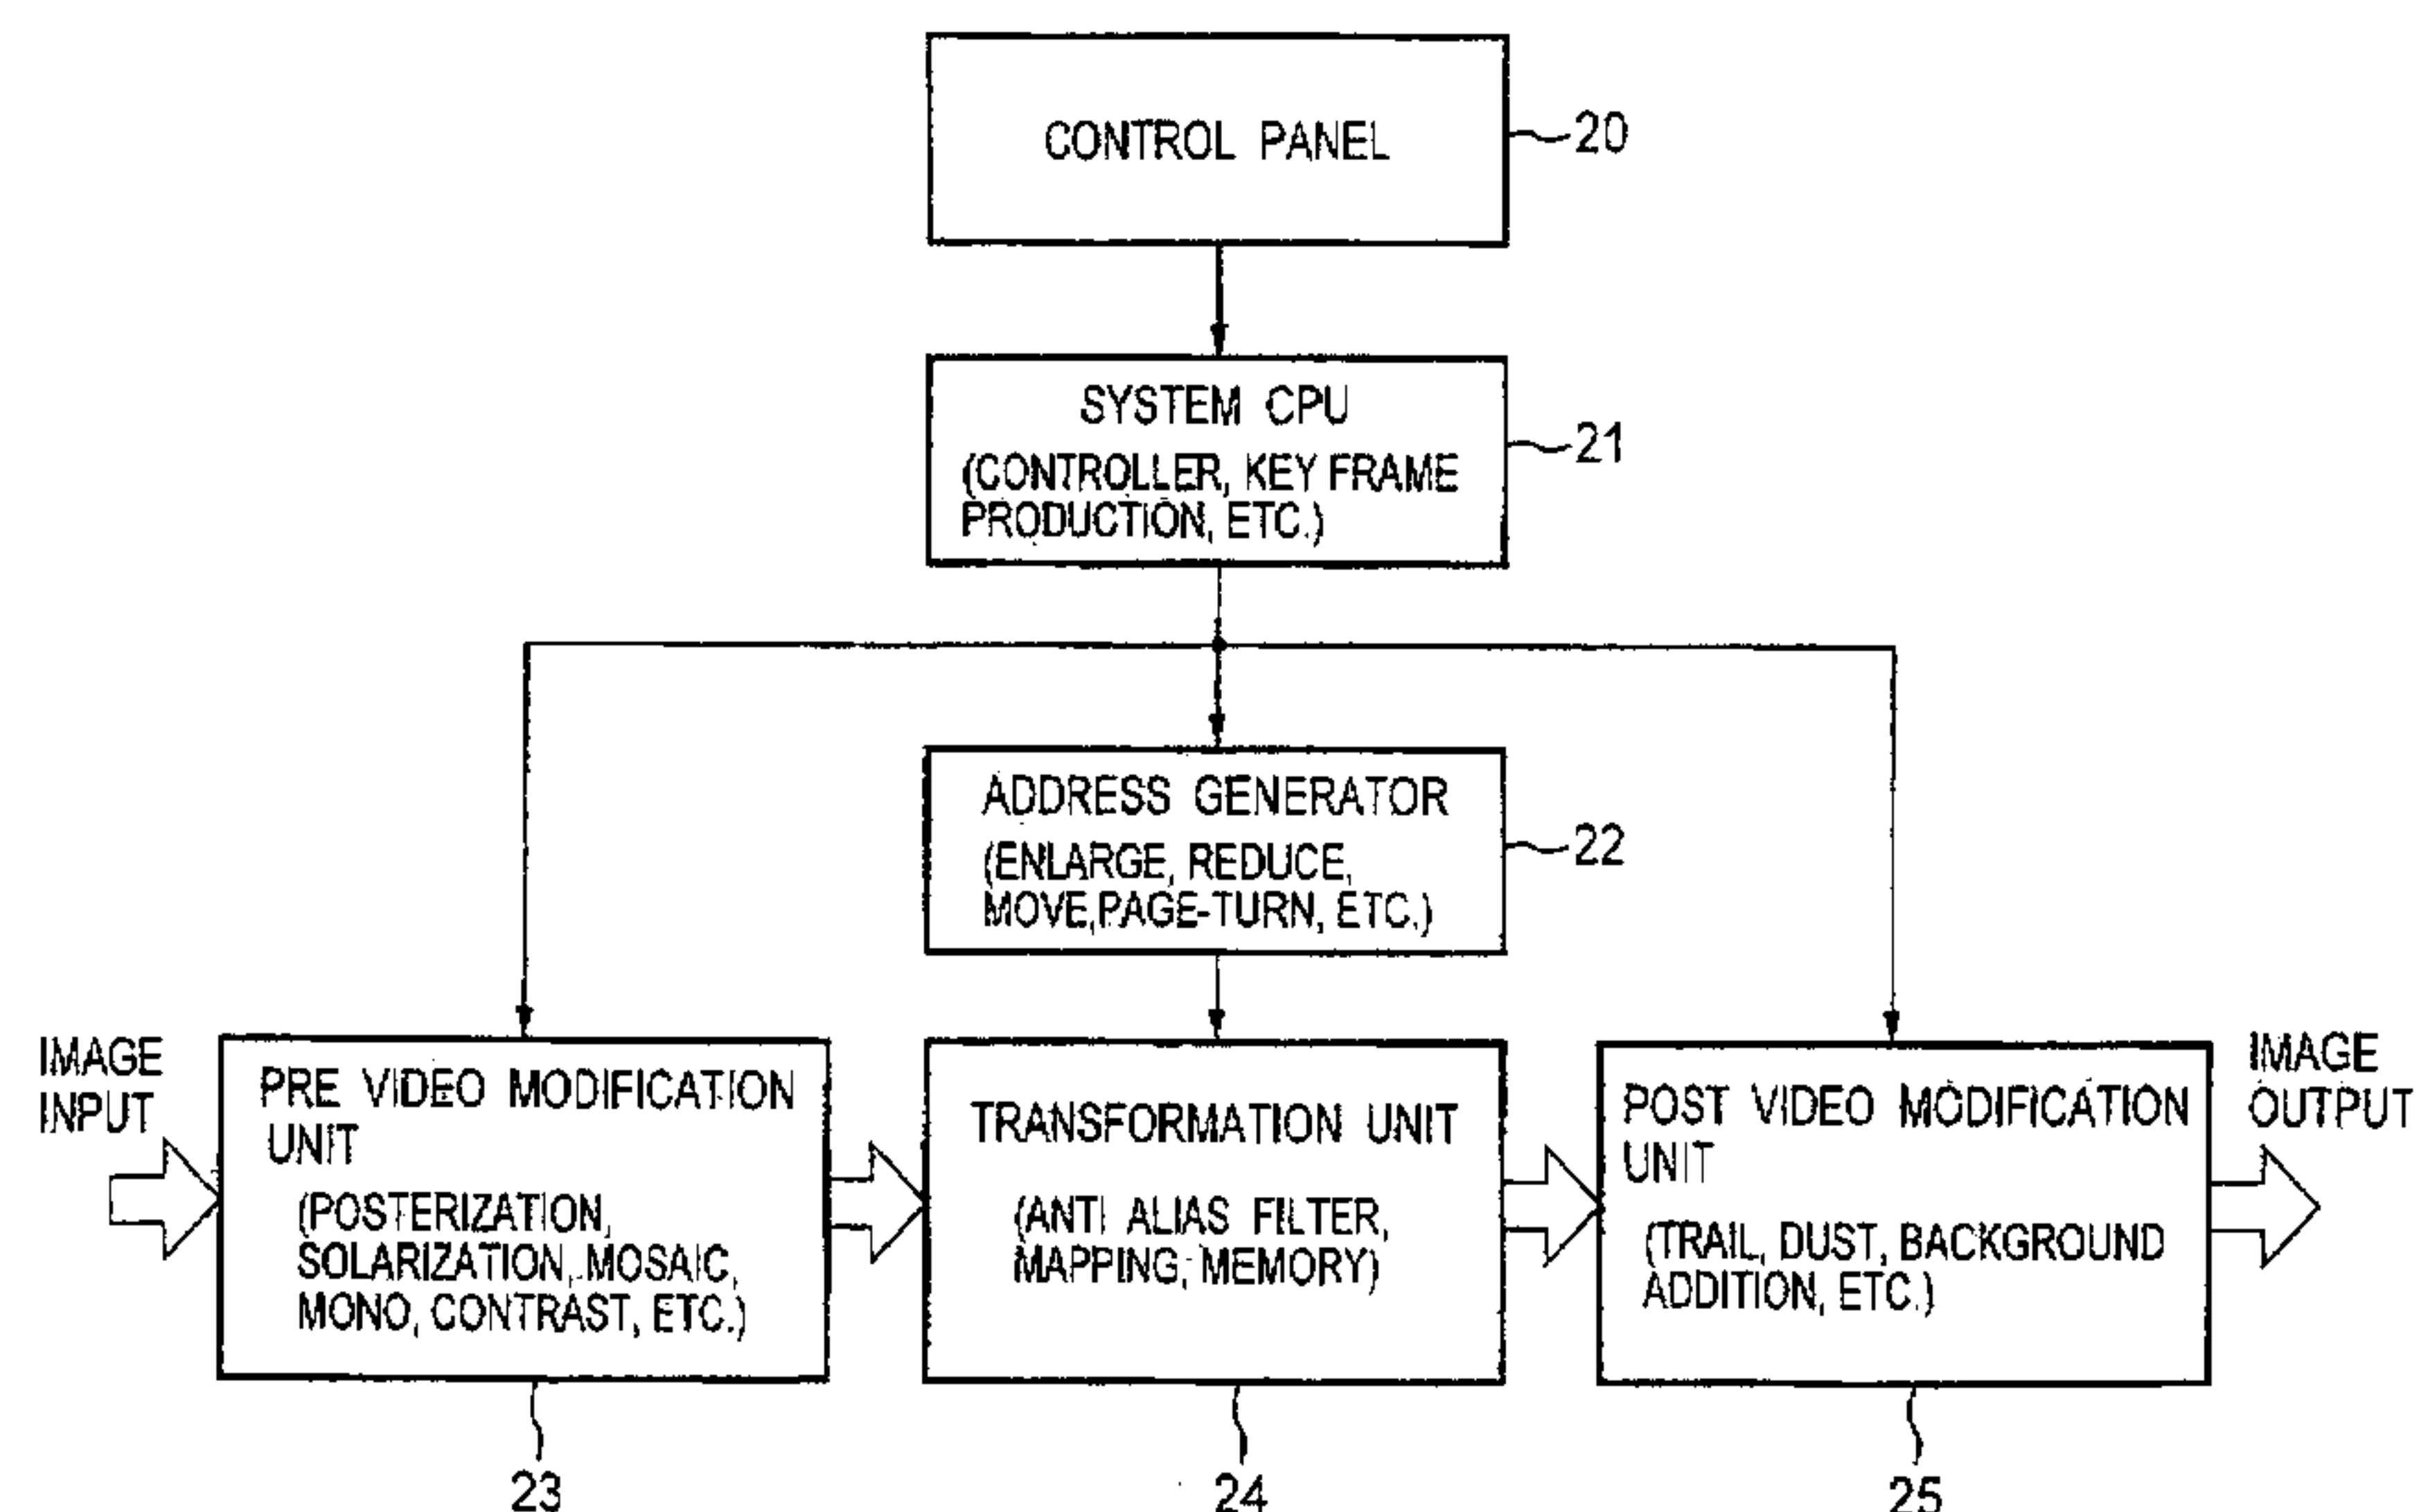 CONTROL PANEL
20
SYSTEM CPU
21
(CONTROLLER, KEY FRAME
PRODUCTION, ETC.)
ADDRESS GENERATOR
22
(ENLARGE, REDUCE,
MOVE,PAGE-TURN, ETC.)
IMAGE
INPUT
PRE VIDEO MODIFICATION
UNIT
(POSTERIZATION,
SOLARIZATION, MOSAIC,
MONO, CONTRAST, ETC.)
23
TRANSFORMATION UNIT
(ANTI ALIAS FILTER,
MAPPING, MEMORY)
24
POST VIDEO MODIFICATION
UNIT
(TRAIL, DUST, BACKGROUND
ADDITION, ETC.)
25
IMAGE
OUTPUT